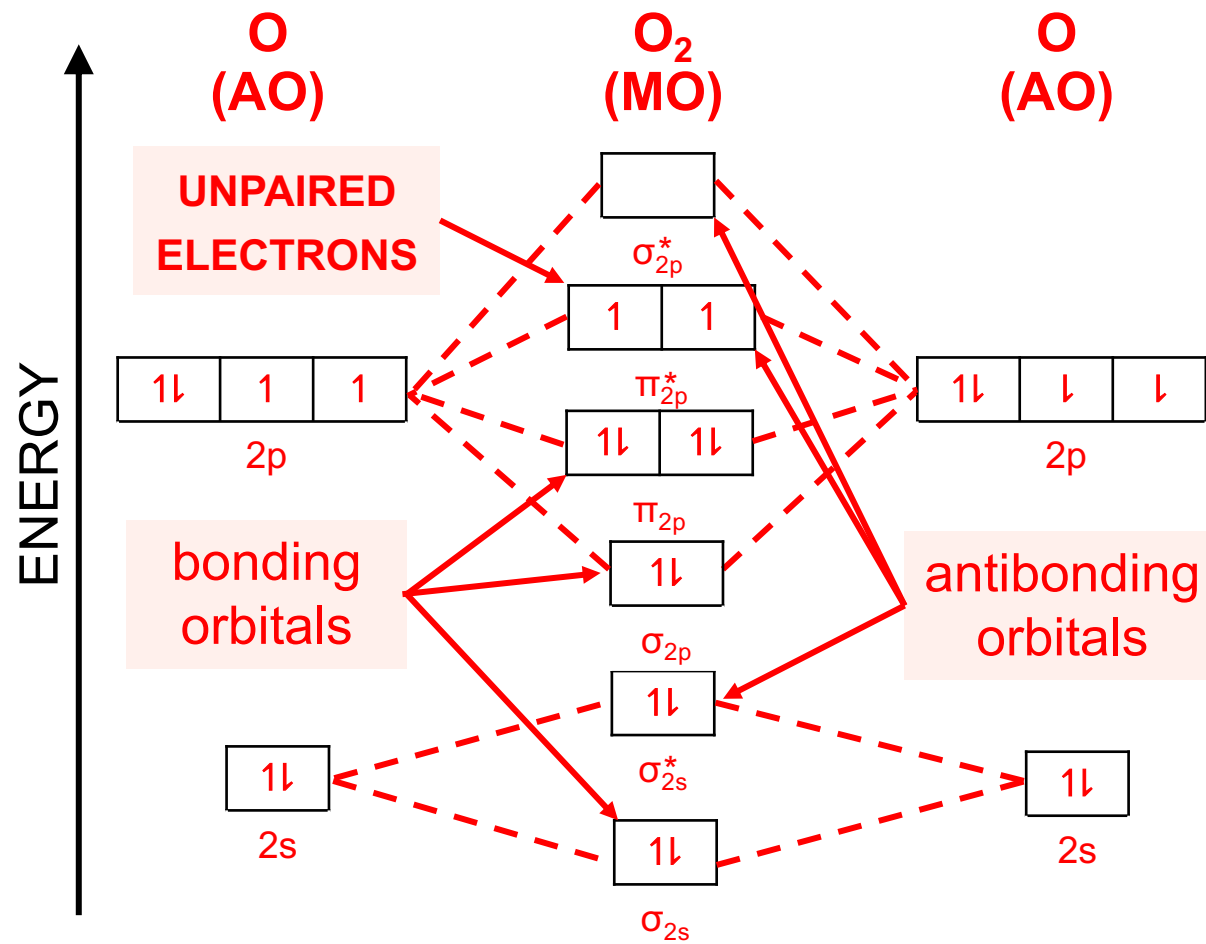 O
(AO)
O₂
(MO)
O
(AO)
UNPAIRED
ELECTRONS
σ*2p
1 1
1⇂ 1 1
2p
π*2p
1⇂ 1⇂
1⇂ ⇂ ⇂
2p
ENERGY
bonding
orbitals
π2p
1⇂
σ2p
antibonding
orbitals
1⇂
σ*2s
1⇂
2s
1⇂
2s
1⇂
σ2s